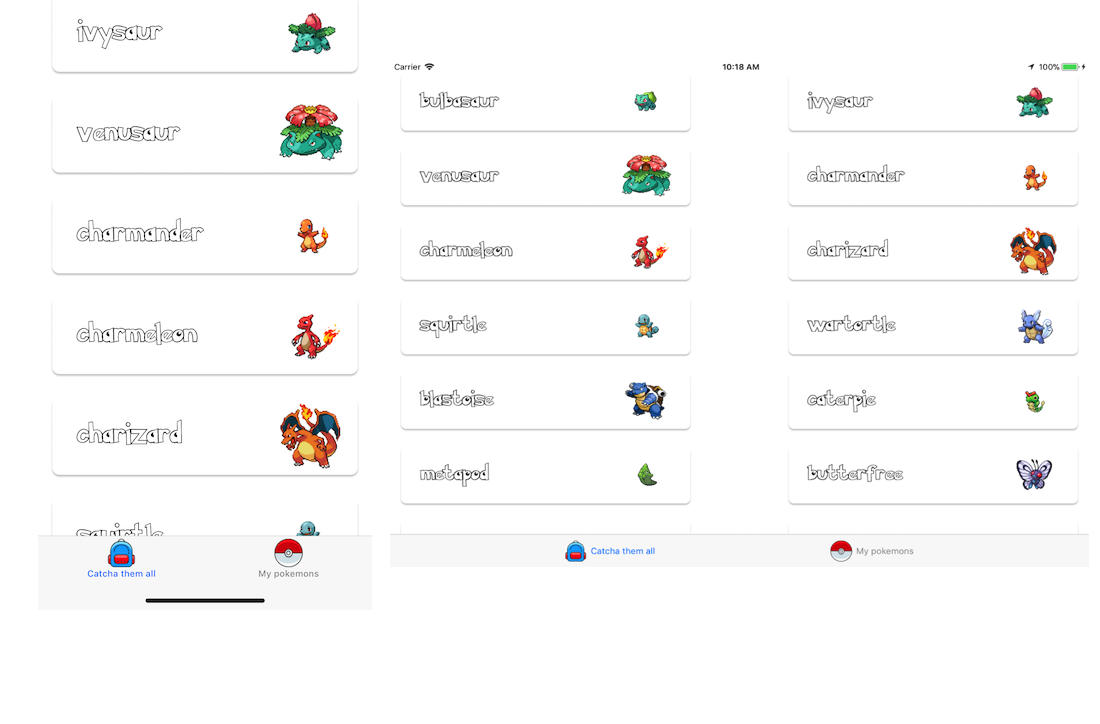 ivysaur
venusaur
charmander
charmeleon
charizard
squirtle
Catcha them all
My pokemons
Carrier
10:18 AM
100%
bulbasaur
ivysaur
venusaur
charmander
charmeleon
charizard
squirtle
wartortle
blastoise
caterpie
metapod
butterfree
Catcha them all
My pokemons